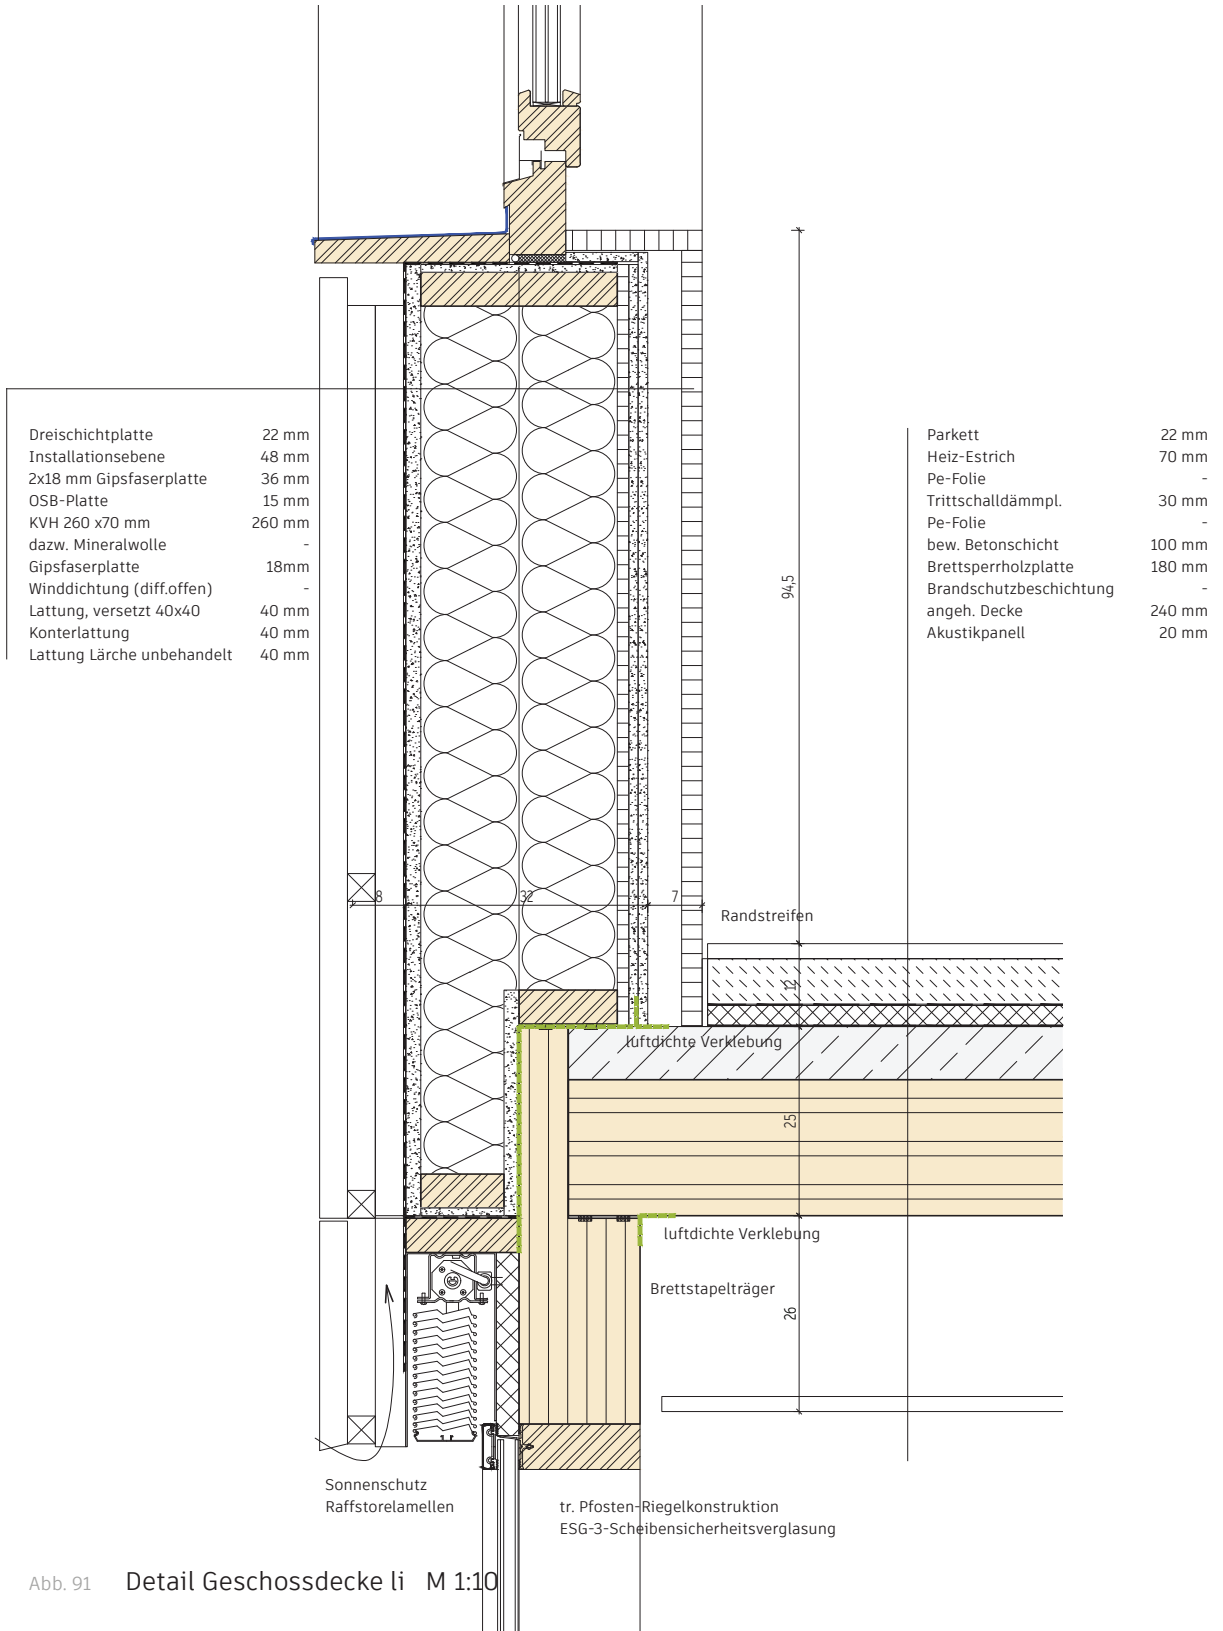 Dreischichtplatte 22 mm
Installationsebene 48 mm
2x18 mm Gipsfaserplatte 36 mm
OSB-Platte 15 mm
KVH 260 x70 mm 260 mm
dazw. Mineralwolle -
Gipsfaserplatte 18mm
Winddichtung (diff.offen) -
Lattung, versetzt 40x40 40 mm
Konterlattung 40 mm
Lattung Lärche unbehandelt 40 mm
Parkett 22 mm
Heiz-Estrich 70 mm
Pe-Folie -
Trittschalldämmpl. 30 mm
Pe-Folie -
bew. Betonschicht 100 mm
Brettsperrholzplatte 180 mm
Brandschutzbeschichtung -
angeh. Decke 240 mm
Akustikpanell 20 mm
94,5
8 32 7
Randstreifen
12
luftdichte Verklebung
25
luftdichte Verklebung
Brettstapelträger
26
Sonnenschutz
Raffstorelamellen
tr. Pfosten-Riegelkonstruktion
ESG-3-Scheibensicherheitsverglasung
Abb. 91 Detail Geschossdecke li M 1:10